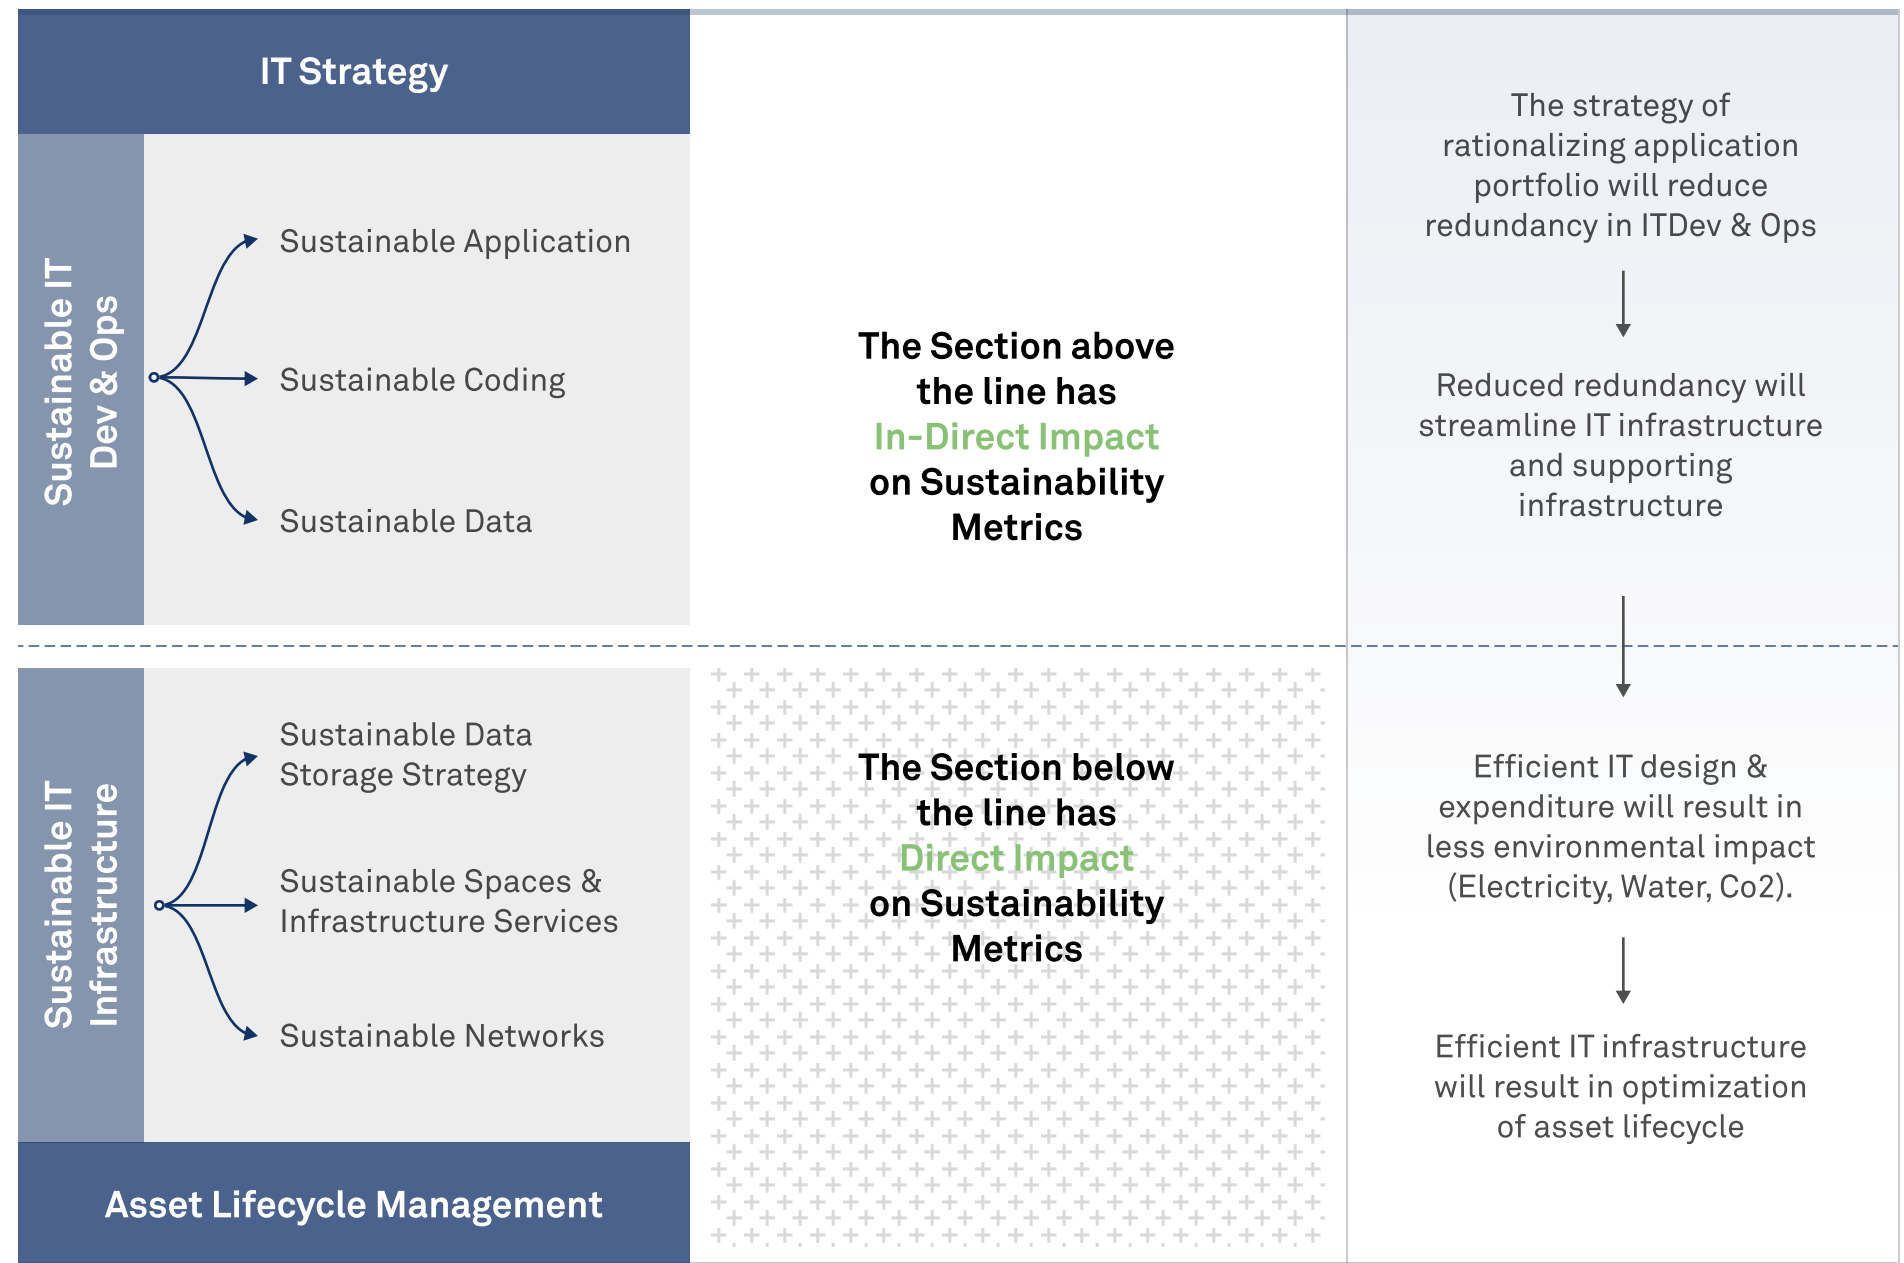 IT Strategy
Sustainable IT
Dev & Ops
Sustainable Application
Sustainable Coding
Sustainable Data
The Section above
the line has
In-Direct Impact
on Sustainability
Metrics
The strategy of
rationalizing application
portfolio will reduce
redundancy in ITDev & Ops
Reduced redundancy will
streamline IT infrastructure
and supporting
infrastructure
Sustainable IT
Infrastructure
Sustainable Data
Storage Strategy
Sustainable Spaces &
Infrastructure Services
Sustainable Networks
Asset Lifecycle Management
The Section below
the line has
Direct Impact
on Sustainability
Metrics
Efficient IT design &
expenditure will result in
less environmental impact
(Electricity, Water, Co2).
Efficient IT infrastructure
will result in optimization
of asset lifecycle